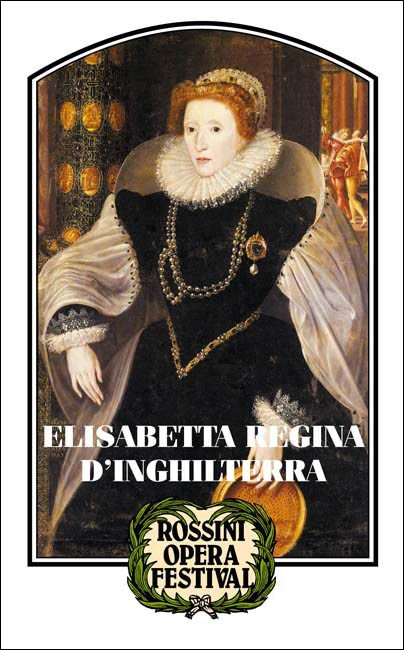 ELISABETTA REGINA
D'INGHILTERRA
ROSSINI
OPERA
FESTIVAL